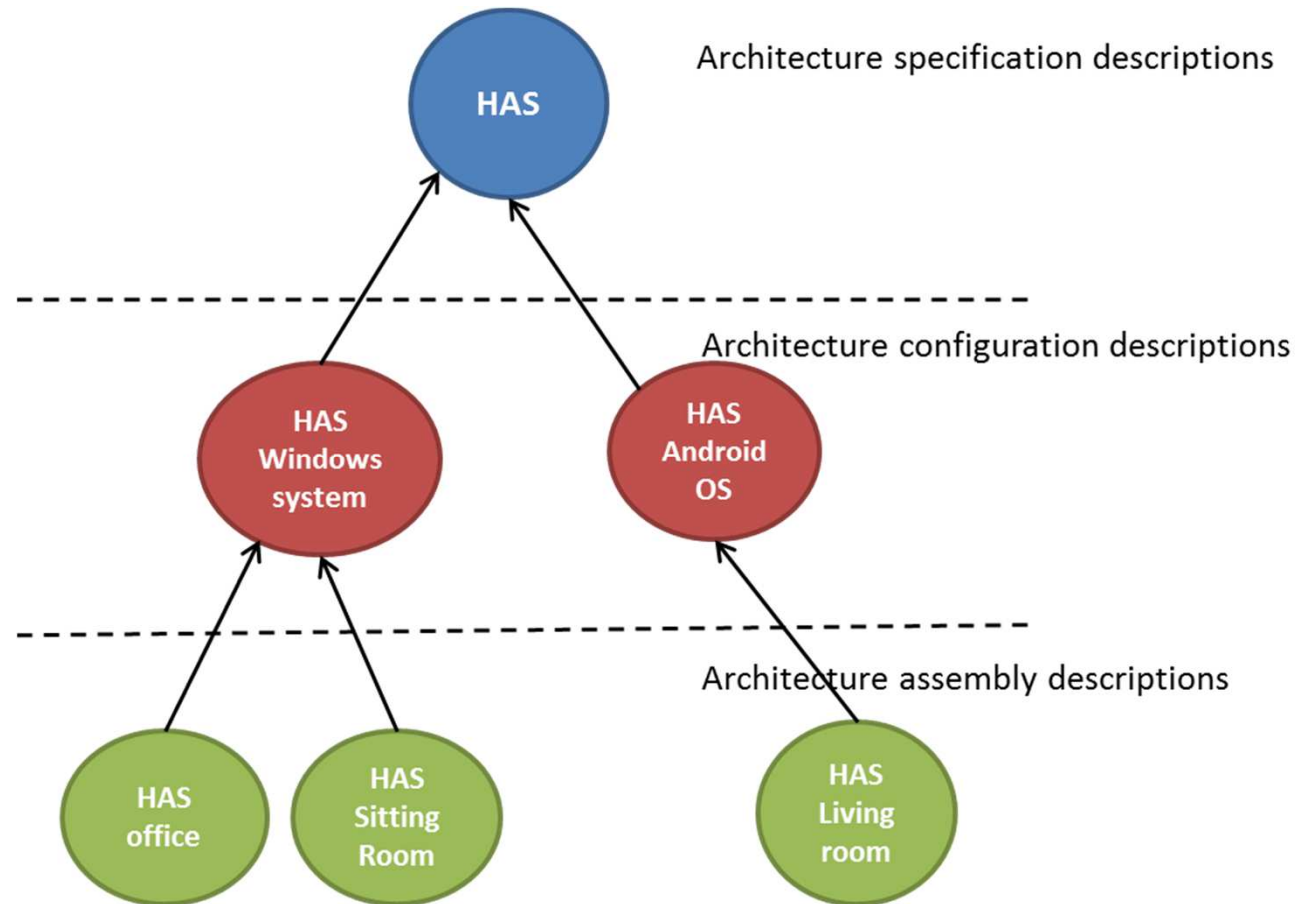 Architecture specification descriptions
HAS
Architecture configuration descriptions
HAS
Windows
system
HAS
Android
OS
Architecture assembly descriptions
HAS
office
HAS
Sitting
Room
HAS
Living
room